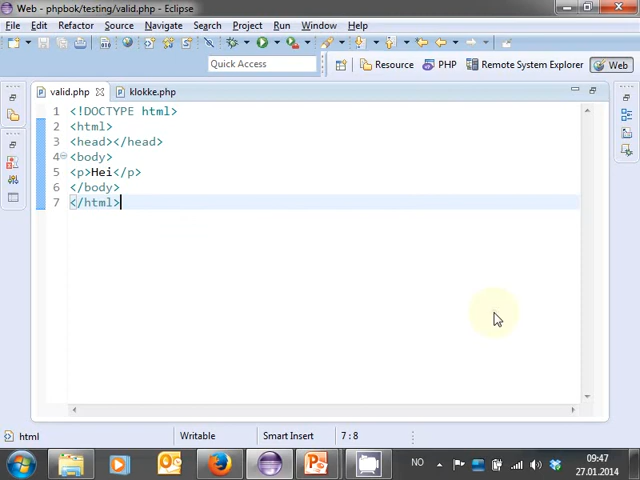 Web - phpbok/testing/valid.php - Eclipse
File Edit Refactor Source Navigate Search Project Run Window Help
Quick Access
Resource PHP Remote System Explorer Web
valid.php klokke.php
1 <!DOCTYPE html>
2 <html>
3 <head></head>
4 <body>
5 <p>Hei</p>
6 </body>
7 </html>
html Writable Smart Insert 7 : 8
NO 09:47
27.01.2014